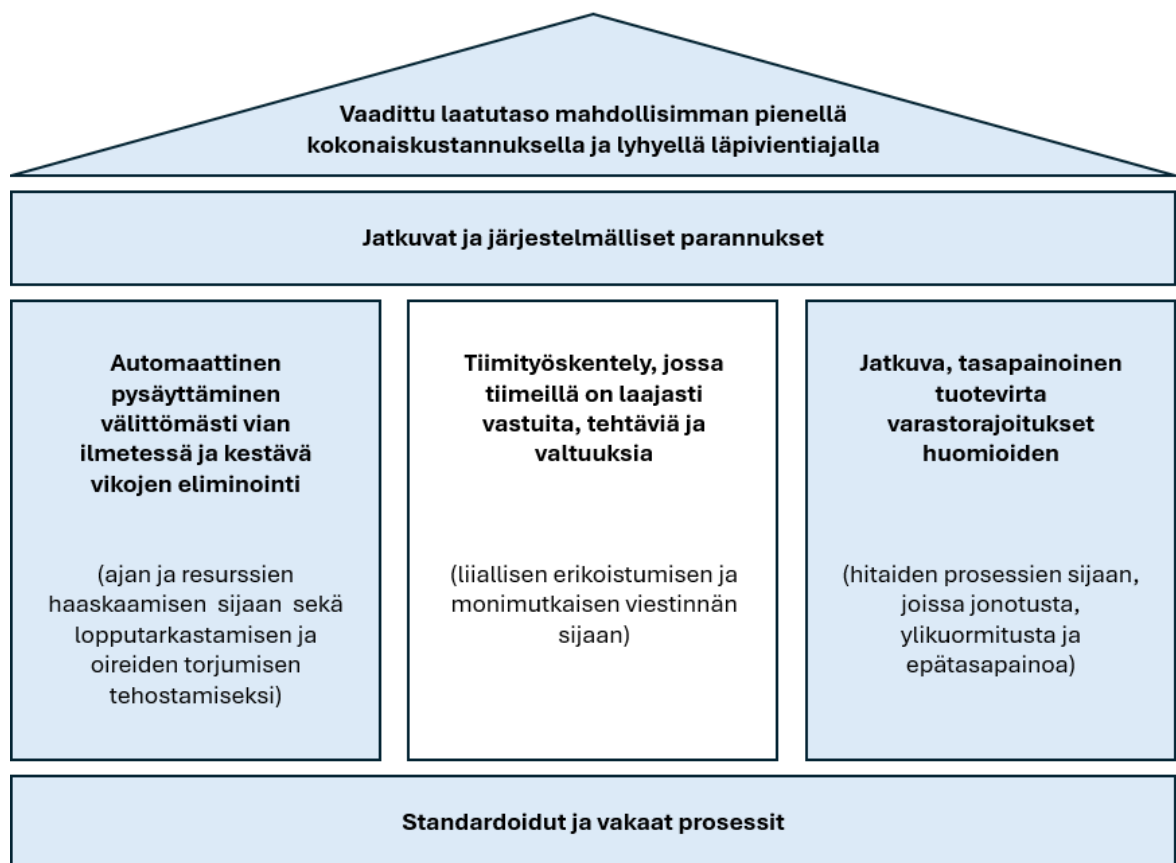 Vaadittu laatutaso mahdollisimman pienellä
kokonaiskustannuksella ja lyhyellä läpivientiajalla
Jatkuvat ja järjestelmälliset parannukset
Automaattinen
pysäyttäminen
välittömästi vian
ilmetessä ja kestävä
vikojen eliminointi
(ajan ja resurssien
haaskaamisen sijaan sekä
lopputarkastamisen ja
oireiden torjumisen
tehostamiseksi)
Tiimityöskentely, jossa
tiimeillä on laajasti
vastuita, tehtäviä ja
valtuuksia
(liiallisen erikoistumisen ja
monimutkaisen viestinnän
sijaan)
Jatkuva, tasapainoinen
tuotevirta
varastorajoitukset
huomioiden
(hitaiden prosessien sijaan,
joissa jonotusta,
ylikuormitusta ja
epätasapainoa)
Standardoidut ja vakaat prosessit